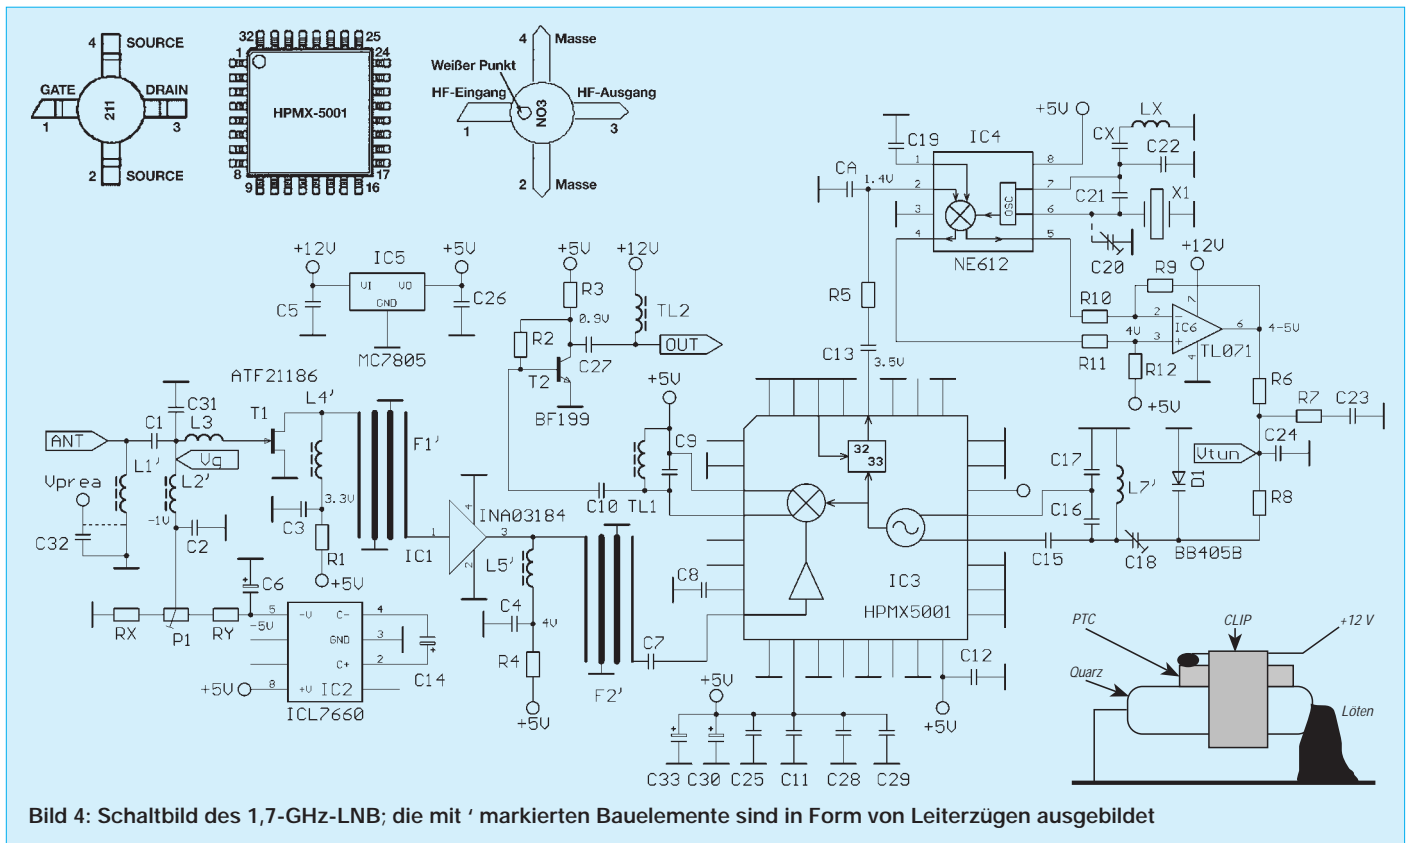 4 SOURCE
GATE
DRAIN
211
1
3
2 SOURCE
32
25
1
24
HPMX-5001
8
17
9
16
4 Masse
Weißer Punkt
HF-Eingang
HF-Ausgang
NO3
1
3
2 Masse
+5V
LX
CX
C19
IC4
C22
1
8
CA
1.4V
2
7
C21
X1
OSC
3
6
4
5
NE612
C20
+12V
R9
R5
R10
7
2
-
IC6
6
4-5V
4V
3
+
TL071
R11
R12
4
C13
3.5V
+5V
R6
R7
C23
+12V
IC5
+5V
VI
VO
GND
C5
C26
MC7805
+5V
+12V
R3
TL2
0.9V
R2
OUT
C27
T2
BF199
ATF21186
C31
L4'
C1
L3
T1
ANT
Vg
F1'
L1'
L2'
Vprea
3.3V
-1V
C32
C2
C3
R1
+5V
IC1
1
4
INA03184
3
2
L5'
C4
4V
R4
+5V
F2'
C7
+5V
C9
C10
TL1
C8
32
33
IC3
HPMX5001
C17
L7'
D1
Vtun
C24
C16
R8
C15
C18
BB405B
C12
+5V
C6
RX
P1
RY
5
-5V
-V
C-
4
GND
3
C+
2
+5V
8
+V
IC2
C14
ICL7660
+5V
C33
C30
C25
C11
C28
C29
PTC
CLIP
+12 V
Quarz
Löten
Bild 4: Schaltbild des 1,7-GHz-LNB; die mit ' markierten Bauelemente sind in Form von Leiterzügen ausgebildet